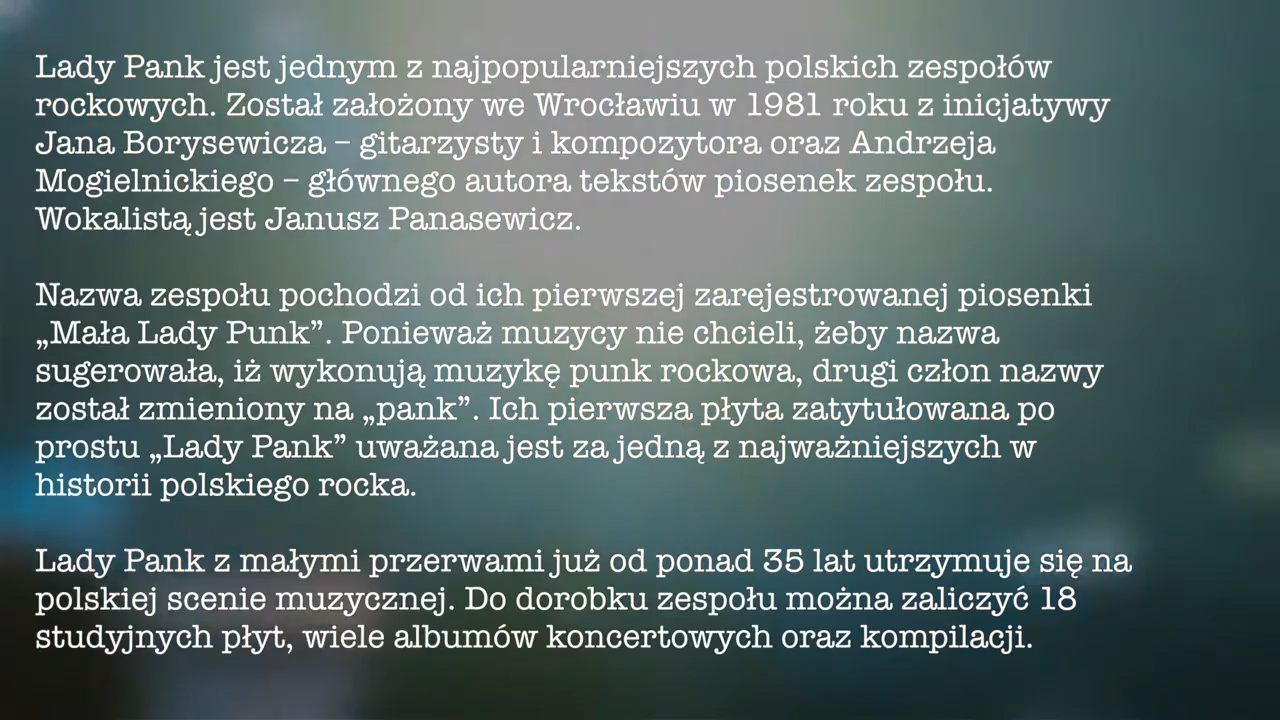 Lady Pank jest jednym z najpopularniejszych polskich zespołów
rockowych. Został założony we Wrocławiu w 1981 roku z inicjatywy
Jana Borysewicza – gitarzysty i kompozytora oraz Andrzeja
Mogielnickiego – głównego autora tekstów piosenek zespołu.
Wokalistą jest Janusz Panasewicz.
Nazwa zespołu pochodzi od ich pierwszej zarejestrowanej piosenki
„Mała Lady Punk”. Ponieważ muzycy nie chcieli, żeby nazwa
sugerowała, iż wykonują muzykę punk rockowa, drugi człon nazwy
został zmieniony na „pank”. Ich pierwsza płyta zatytułowana po
prostu „Lady Pank” uważana jest za jedną z najważniejszych w
historii polskiego rocka.
Lady Pank z małymi przerwami już od ponad 35 lat utrzymuje się na
polskiej scenie muzycznej. Do dorobku zespołu można zaliczyć 18
studyjnych płyt, wiele albumów koncertowych oraz kompilacji.